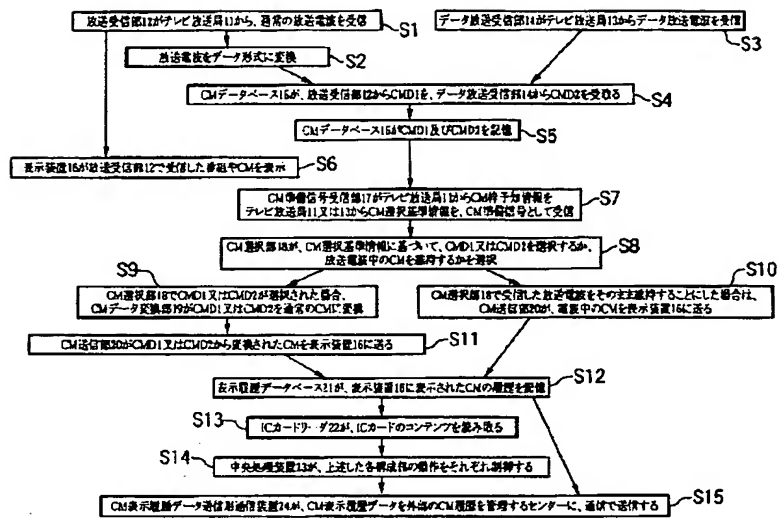 放送受信部12がテレビ放送局11から、通常の放送電波を受信
S1
データ放送受信部14がテレビ放送局13からデータ放送電波を受信
S3
放送電波をデータ形式に変換
S2
CMデータベース15が、放送受信部12からCMD1を、データ放送受信部14からCMD2を受取る
S4
CMデータベース15がCMD1及びCMD2を記憶
S5
表示装置16が放送受信部12で受信した番組やCMを表示
S6
CM準備信号受信部17がテレビ放送局11からCM枠予知情報を
テレビ放送局11又は13からCM選択基準情報を、CM準備信号として受信
S7
CM選択部18が、CM選択基準情報に基づいて、CMD1又はCMD2を選択するか、
放送電波中のCMを維持するかを選択
S8
S9
CM選択部18でCMD1又はCMD2が選択された場合、
CMデータ変換部19がCMD1又はCMD2を通常のCMに変換
S10
CM選択部18で受信した放送電波をそのまま維持することにした場合は、
CM送信部20が、電波中のCMを表示装置16に送る
CM送信部20がCMD1又はCMD2から変換されたCMを表示装置16に送る
S11
表示履歴データベース21が、表示装置16に表示されたCMの履歴を記憶
S12
S13
ICカードリーダ22が、ICカードのコンテンツを読み取る
S14
中央処理装置23が、上述した各構成部の動作をそれぞれ制御する
CM表示履歴データ送信用通信装置24が、CM表示履歴データを外部のCM履歴を管理するセンターに、通信で送信する
S15